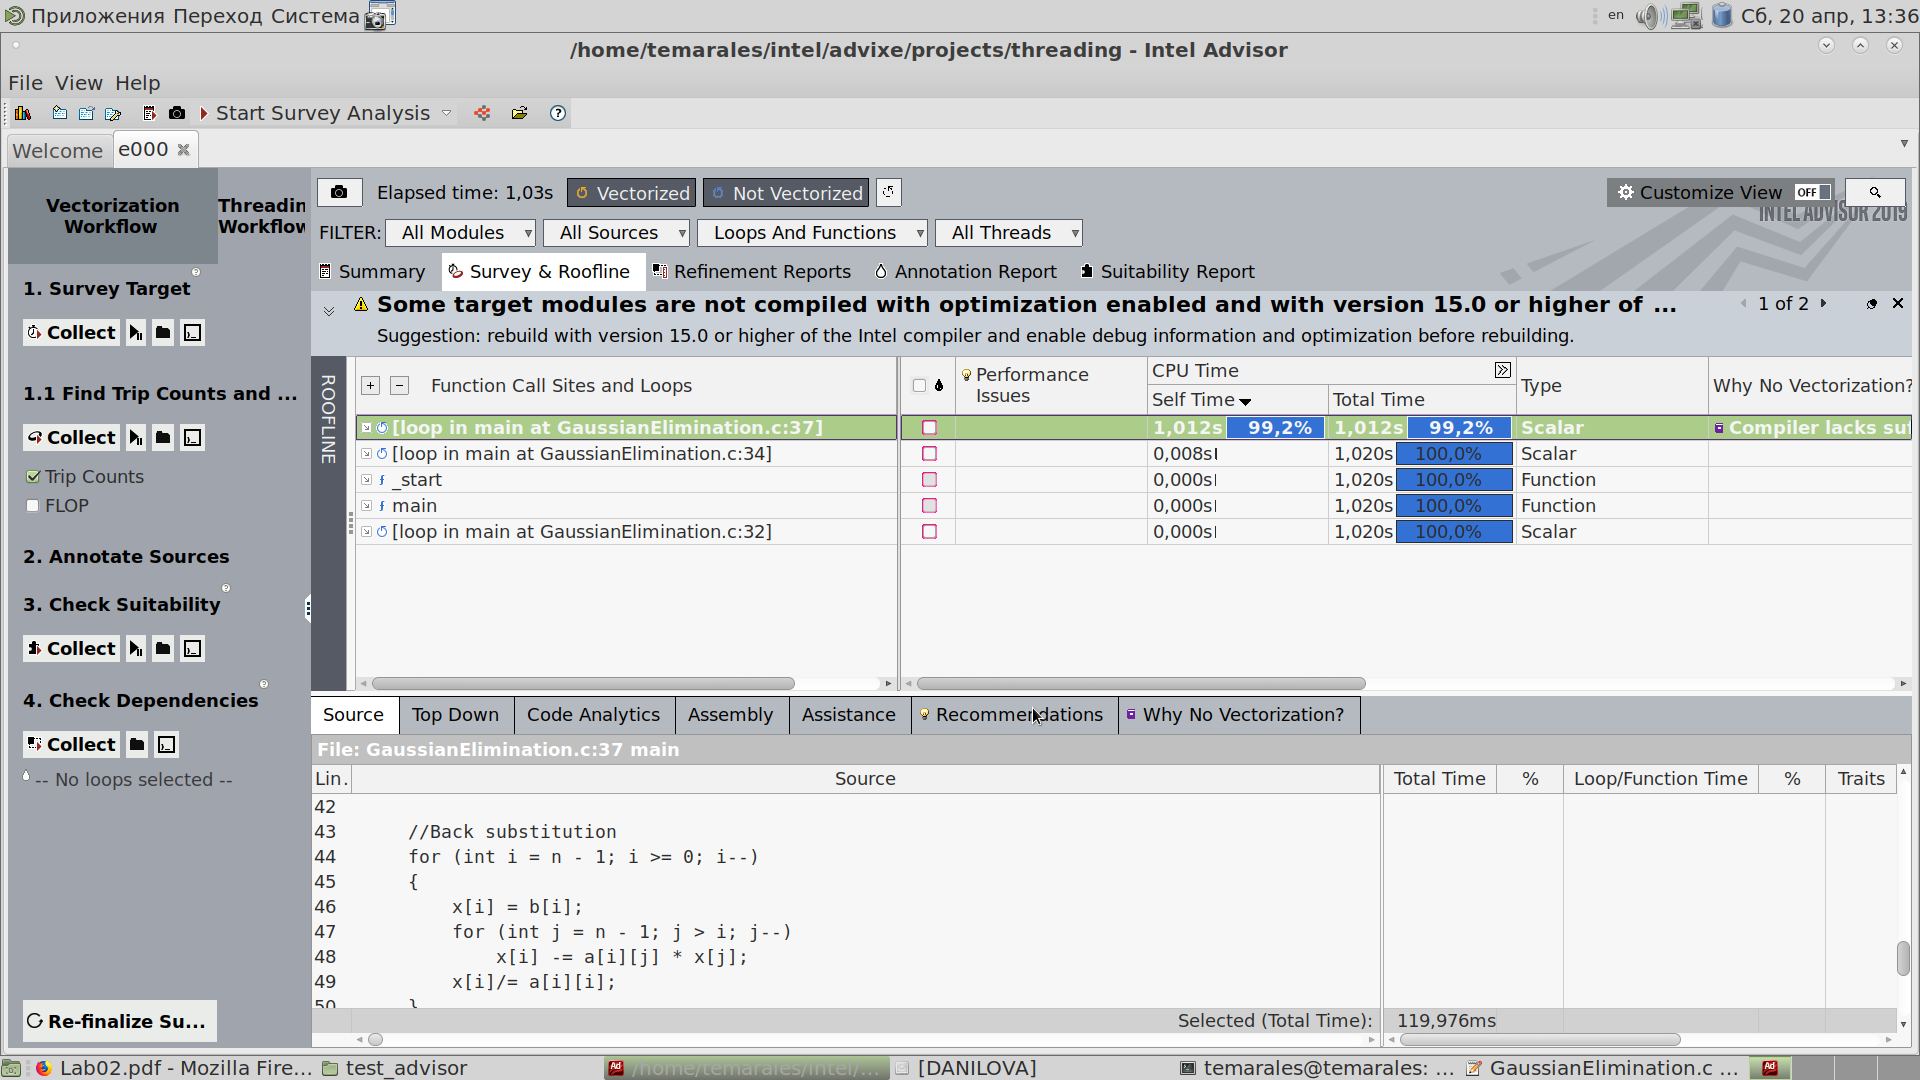 Приложения Переход Система en Сб, 20 апр, 13:36
/home/temarales/intel/advixe/projects/threading - Intel Advisor
File View Help
Start Survey Analysis
Welcome e000
Vectorization Workflow
Threadin Workflow
1. Survey Target
Collect
1.1 Find Trip Counts and ...
Collect
Trip Counts
FLOP
2. Annotate Sources
3. Check Suitability
Collect
4. Check Dependencies
Collect
-- No loops selected --
Re-finalize Su...
Elapsed time: 1,03s Vectorized Not Vectorized Customize View OFF
INTEL ADVISOR 2019
FILTER: All Modules All Sources Loops And Functions All Threads
Summary Survey & Roofline Refinement Reports Annotation Report Suitability Report
Some target modules are not compiled with optimization enabled and with version 15.0 or higher of ... 1 of 2
Suggestion: rebuild with version 15.0 or higher of the Intel compiler and enable debug information and optimization before rebuilding.
ROOFLINE
+ - Function Call Sites and Loops Performance Issues CPU Time Type Why No Vectorization?
Self Time Total Time
[loop in main at GaussianElimination.c:37] 1,012s 99,2% 1,012s 99,2% Scalar Compiler lacks suf
[loop in main at GaussianElimination.c:34] 0,008s 1,020s 100,0% Scalar
f _start 0,000s 1,020s 100,0% Function
f main 0,000s 1,020s 100,0% Function
[loop in main at GaussianElimination.c:32] 0,000s 1,020s 100,0% Scalar
Source Top Down Code Analytics Assembly Assistance Recommendations Why No Vectorization?
File: GaussianElimination.c:37 main
Lin. Source Total Time % Loop/Function Time % Traits
42
43 //Back substitution
44 for (int i = n - 1; i >= 0; i--)
45 {
46 x[i] = b[i];
47 for (int j = n - 1; j > i; j--)
48 x[i] -= a[i][j] * x[j];
49 x[i]/= a[i][i];
50 }
Selected (Total Time): 119,976ms
Lab02.pdf - Mozilla Fire... test_advisor /home/temarales/intel/... [DANILOVA] temarales@temarales: ... GaussianElimination.c ...